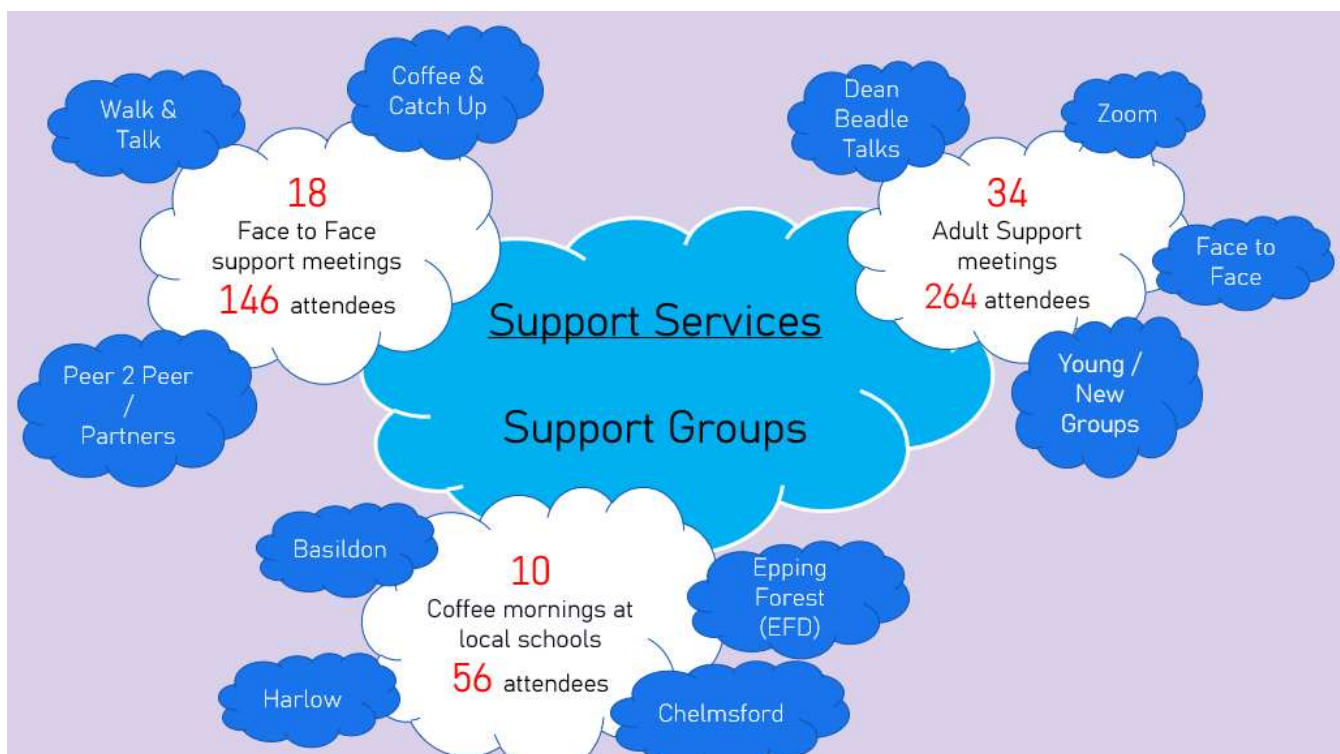 Walk &
Talk
Coffee &
Catch Up
18
Face to Face
support meetings
146 attendees
Peer 2 Peer
/
Partners
Dean
Beadle
Talks
Zoom
34
Adult Support
meetings
264 attendees
Face to
Face
Young /
New
Groups
Support Services
Support Groups
Basildon
10
Coffee mornings at
local schools
56 attendees
Epping
Forest
(EFD)
Harlow
Chelmsford